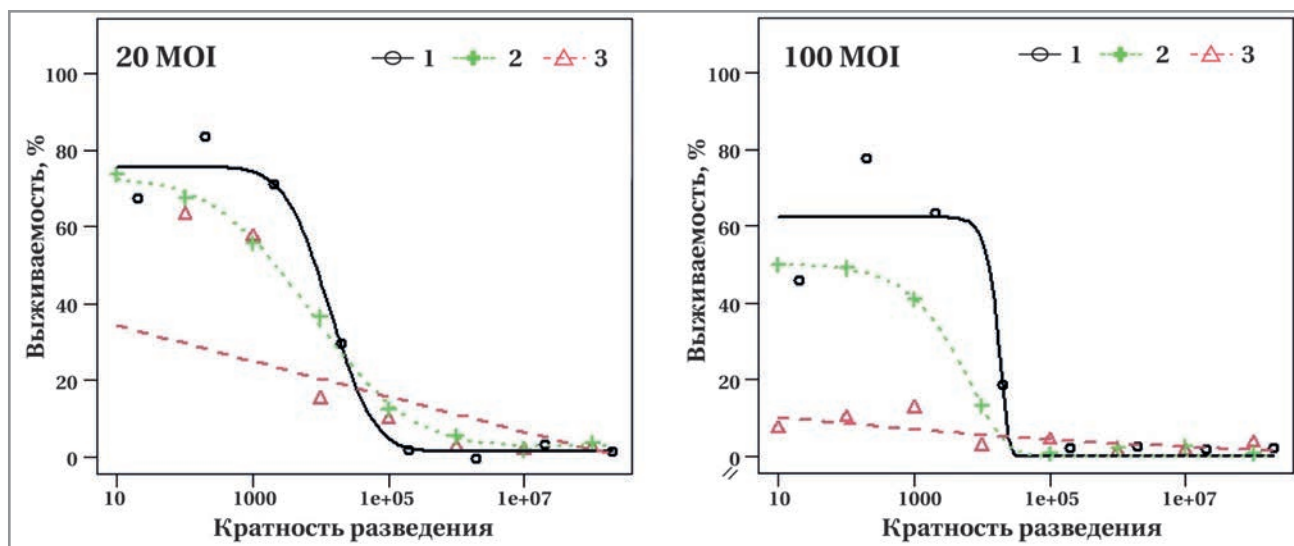 20 MOI
1 2 3
100
80
60
40
20
0
Выживаемость, %
10 1000 1e+05 1e+07
Кратность разведения
100 MOI
1 2 3
100
80
60
40
20
0
Выживаемость, %
10 1000 1e+05 1e+07
Кратность разведения